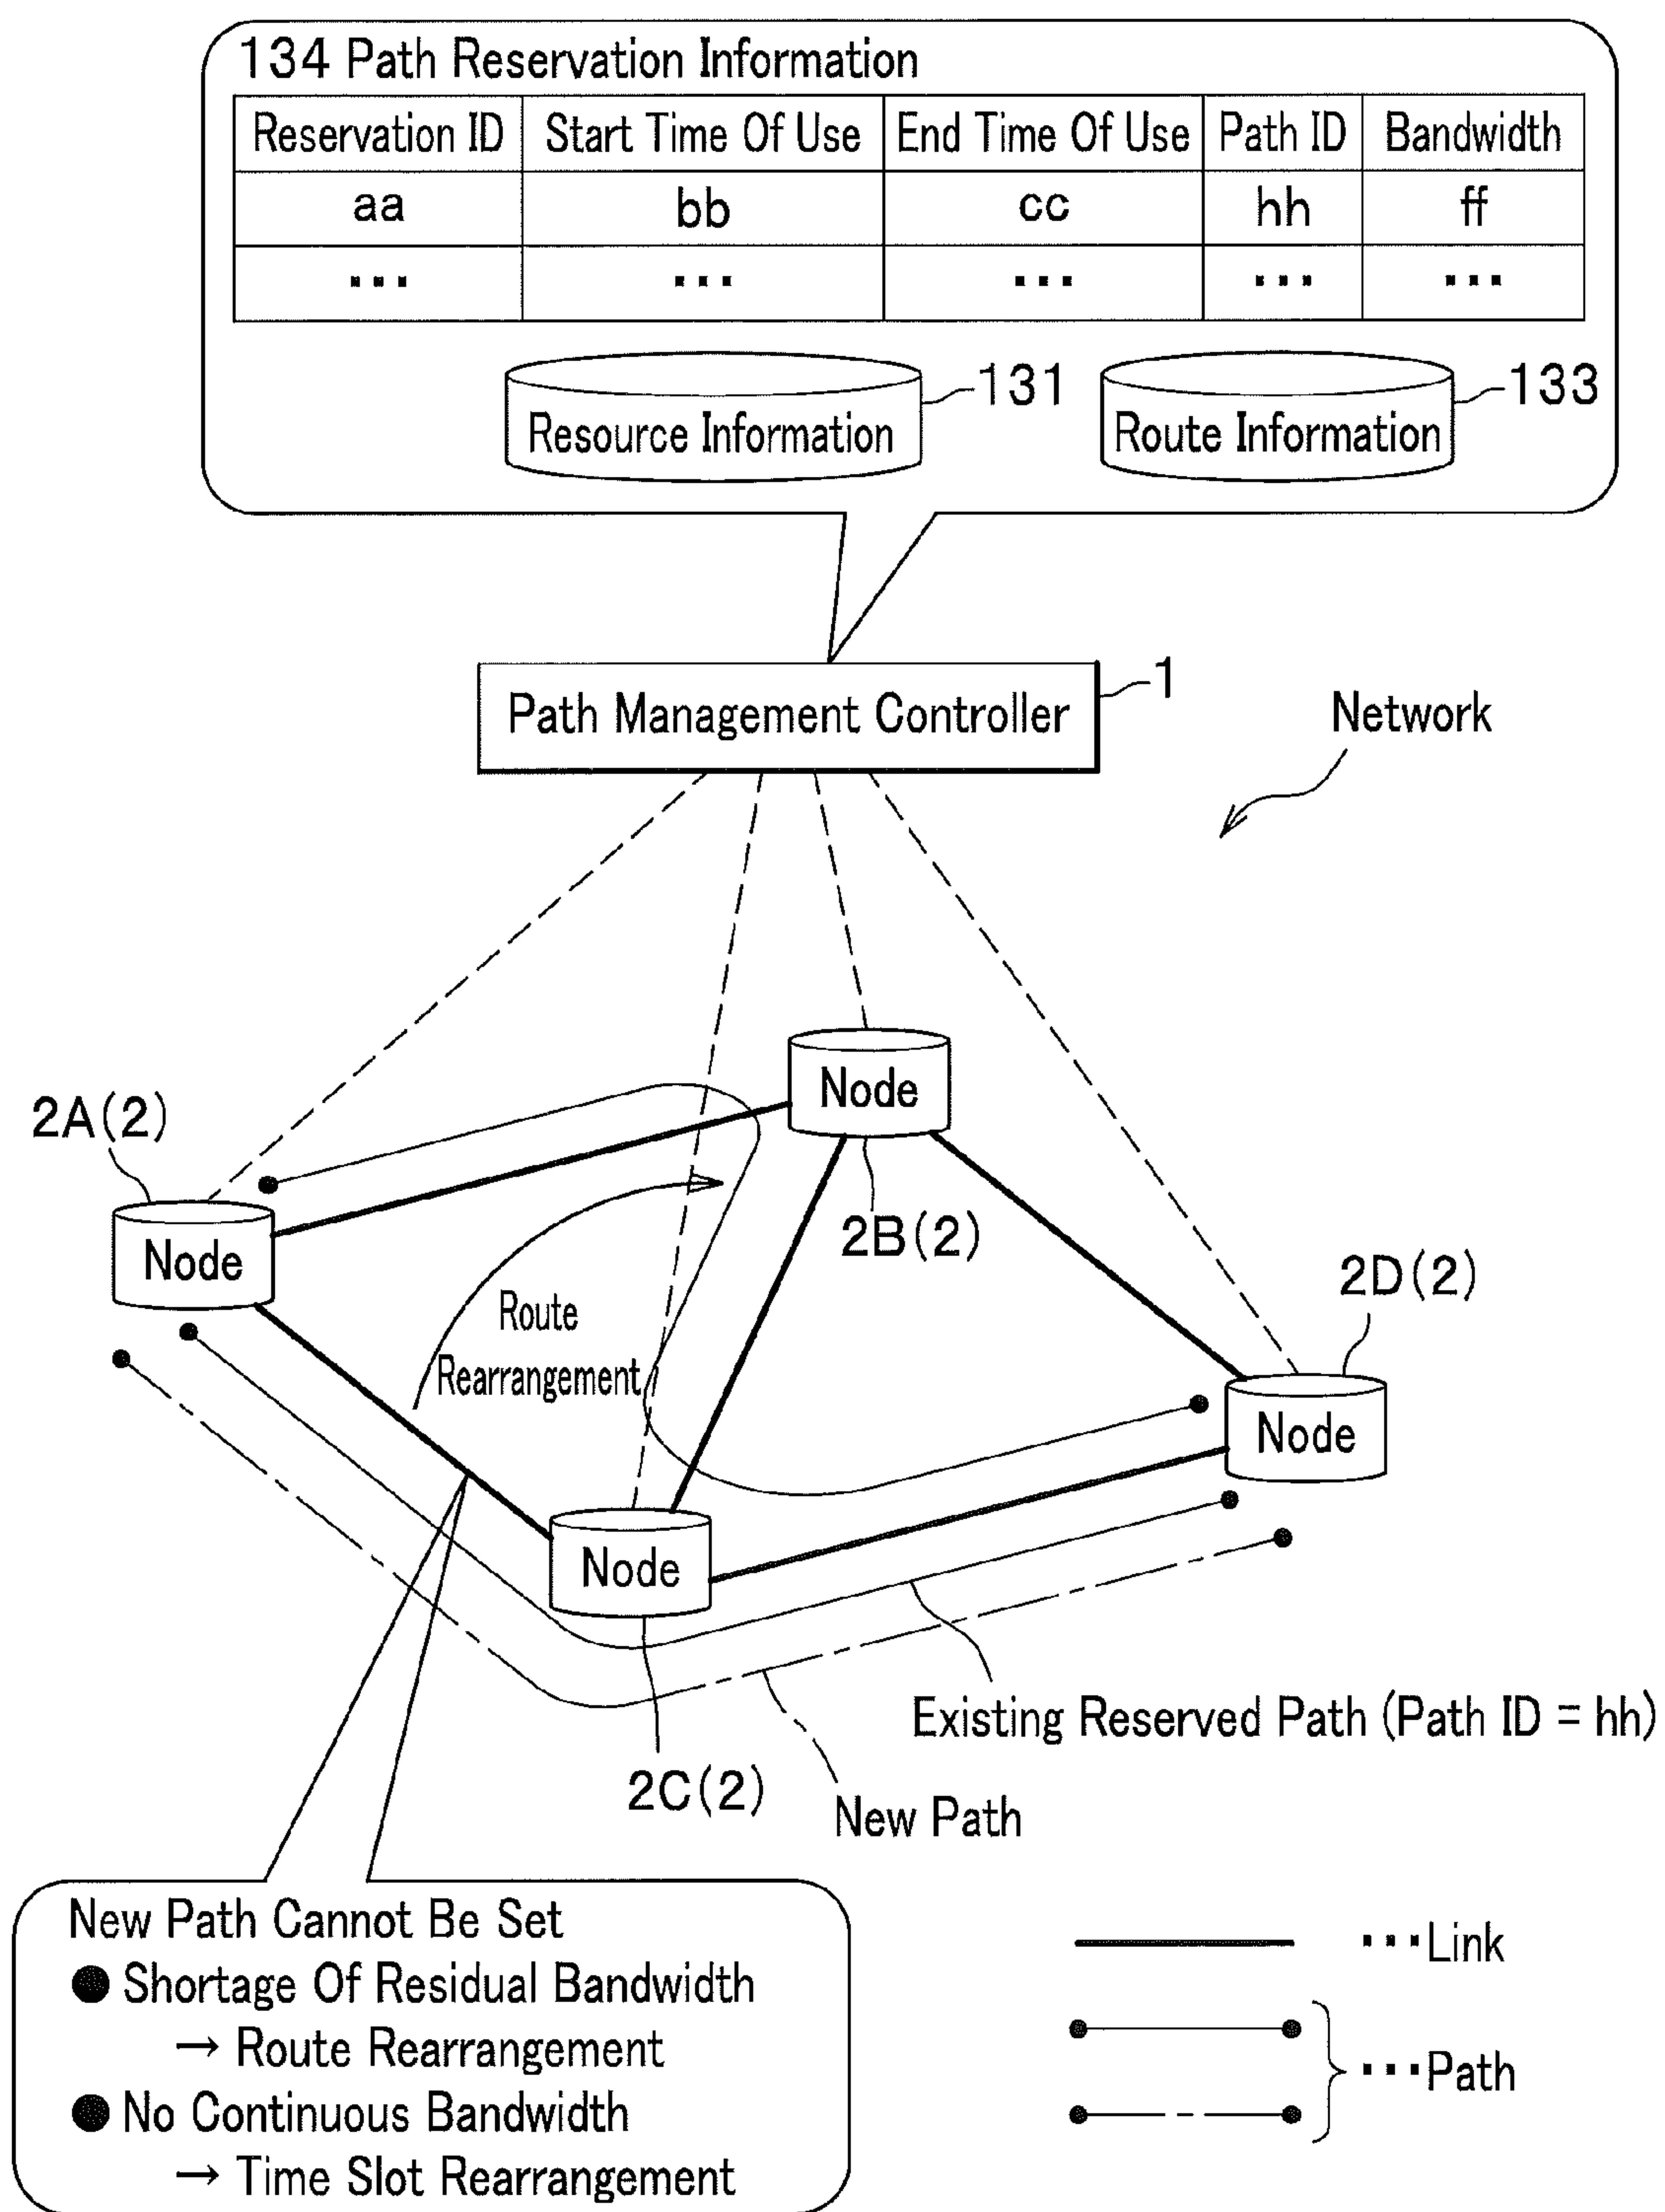 134 Path Reservation Information
Reservation ID Start Time Of Use End Time Of Use Path ID Bandwidth
aa bb cc hh ff
... ... ... ... ...
131
133
Resource Information
Route Information
1
Path Management Controller
Network
Node
2A(2)
2B(2)
Node
2D(2)
Route
Rearrangement
Node
Node
Existing Reserved Path (Path ID = hh)
2C(2)
New Path
New Path Cannot Be Set
● Shortage Of Residual Bandwidth
→ Route Rearrangement
● No Continuous Bandwidth
→ Time Slot Rearrangement
...Link
...Path